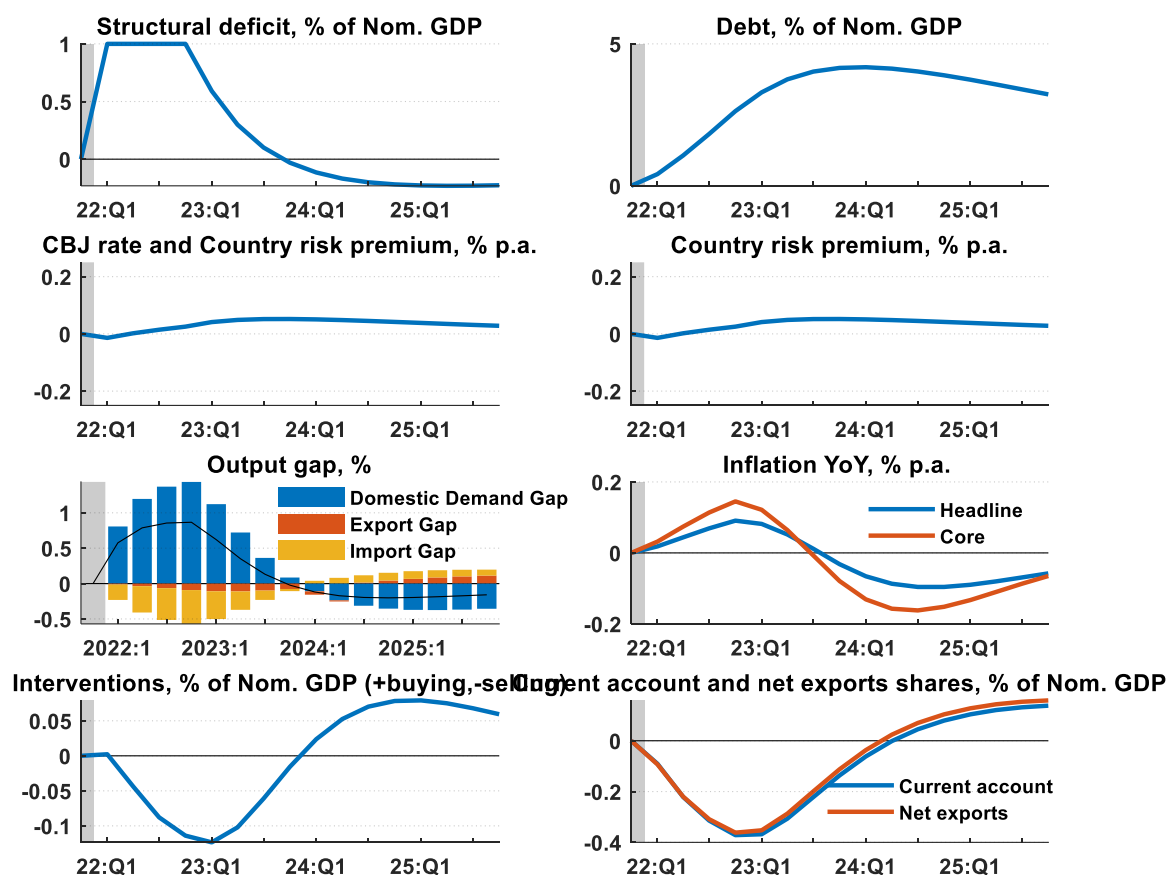 Structural deficit, % of Nom. GDP
1
0.5
0
22:Q1 23:Q1 24:Q1 25:Q1
Debt, % of Nom. GDP
5
0
22:Q1 23:Q1 24:Q1 25:Q1
CBJ rate and Country risk premium, % p.a.
0.2
0
-0.2
22:Q1 23:Q1 24:Q1 25:Q1
Country risk premium, % p.a.
0.2
0
-0.2
22:Q1 23:Q1 24:Q1 25:Q1
Output gap, %
1
0.5
0
-0.5
Domestic Demand Gap
Export Gap
Import Gap
2022:1 2023:1 2024:1 2025:1
Inflation YoY, % p.a.
0.2
0
-0.2
Headline
Core
22:Q1 23:Q1 24:Q1 25:Q1
Interventions, % of Nom. GDP (+buying,-selling)
0.05
0
-0.05
-0.1
22:Q1 23:Q1 24:Q1 25:Q1
Current account and net exports shares, % of Nom. GDP
0
-0.2
-0.4
Current account
Net exports
22:Q1 23:Q1 24:Q1 25:Q1